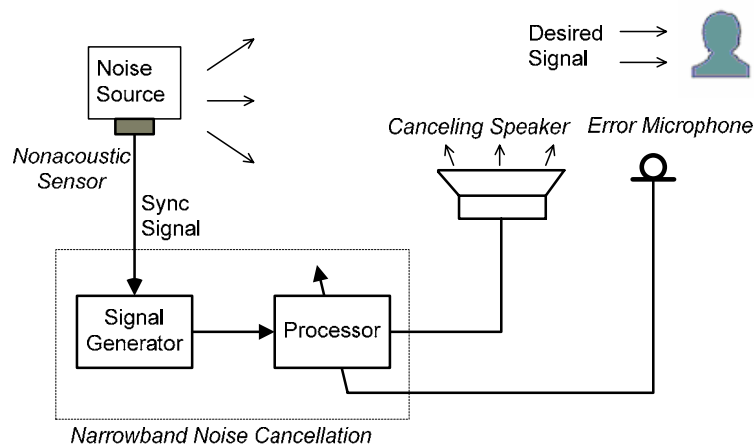 Noise
Source
Desired
Signal
Canceling Speaker
Error Microphone
Nonacoustic
Sensor
Sync
Signal
Signal
Generator
Processor
Narrowband Noise Cancellation